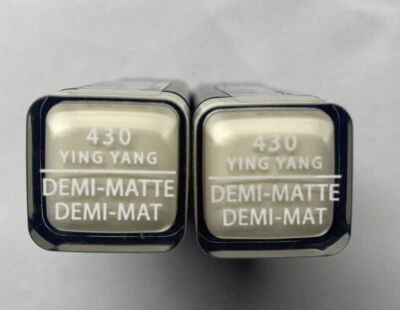 430
YING YANG
DEMI-MATTE
DEMI-MAT
430
YING YANG
DEMI-MATTE
DEMI-MAT